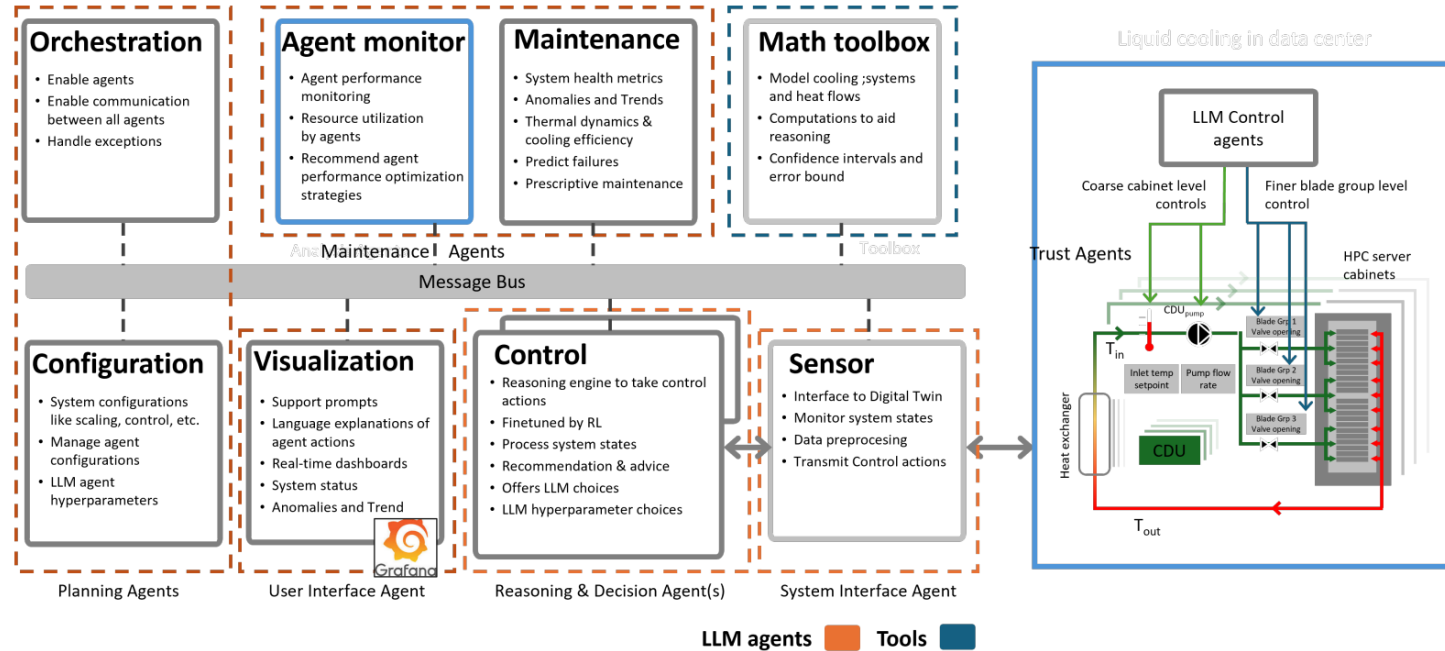 Orchestration
• Enable agents
• Enable communication
between all agents
• Handle exceptions
Agent monitor
• Agent performance
monitoring
• Resource utilization
by agents
• Recommend agent
performance optimization
strategies
Maintenance
• System health metrics
• Anomalies and Trends
• Thermal dynamics &
cooling efficiency
• Predict failures
• Prescriptive maintenance
Math toolbox
• Model cooling ;systems
and heat flows
• Computations to aid
reasoning
• Confidence intervals and
error bound
Maintenance Agents
Toolbox
Message Bus
Configuration
• System configurations
like scaling, control, etc.
• Manage agent
configurations
• LLM agent
hyperparameters
Planning Agents
Visualization
• Support prompts
• Language explanations of
agent actions
• Real-time dashboards
• System status
• Anomalies and Trend
Grafana
User Interface Agent
Control
• Reasoning engine to take control
actions
• Finetuned by RL
• Process system states
• Recommendation & advice
• Offers LLM choices
• LLM hyperparameter choices
Reasoning & Decision Agent(s)
Sensor
• Interface to Digital Twin
• Monitor system states
• Data preprocesing
• Transmit Control actions
System Interface Agent
LLM agents
Tools
Liquid cooling in data center
LLM Control
agents
Coarse cabinet level
controls
Finer blade group level
control
Trust Agents
HPC server
cabinets
CDUpump
Tin
Inlet temp
setpoint
Pump flow
rate
Blade Grp 1
Valve opening
Blade Grp 2
Valve opening
Blade Grp 3
Valve opening
Heat exchanger
CDU
Tout